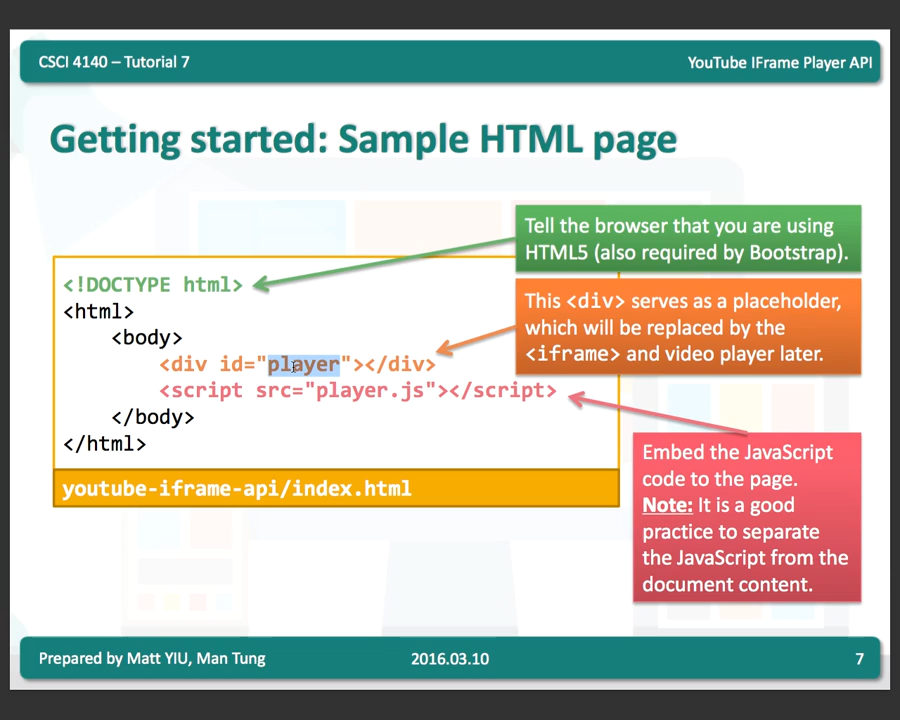 CSCI 4140 – Tutorial 7
YouTube IFrame Player API
Getting started: Sample HTML page
Tell the browser that you are using
HTML5 (also required by Bootstrap).
<!DOCTYPE html>
<html>
<body>
<div id="player"></div>
<script src="player.js"></script>
</body>
</html>
youtube-iframe-api/index.html
This <div> serves as a placeholder,
which will be replaced by the
<iframe> and video player later.
Embed the JavaScript
code to the page.
Note: It is a good
practice to separate
the JavaScript from the
document content.
Prepared by Matt YIU, Man Tung
2016.03.10
7